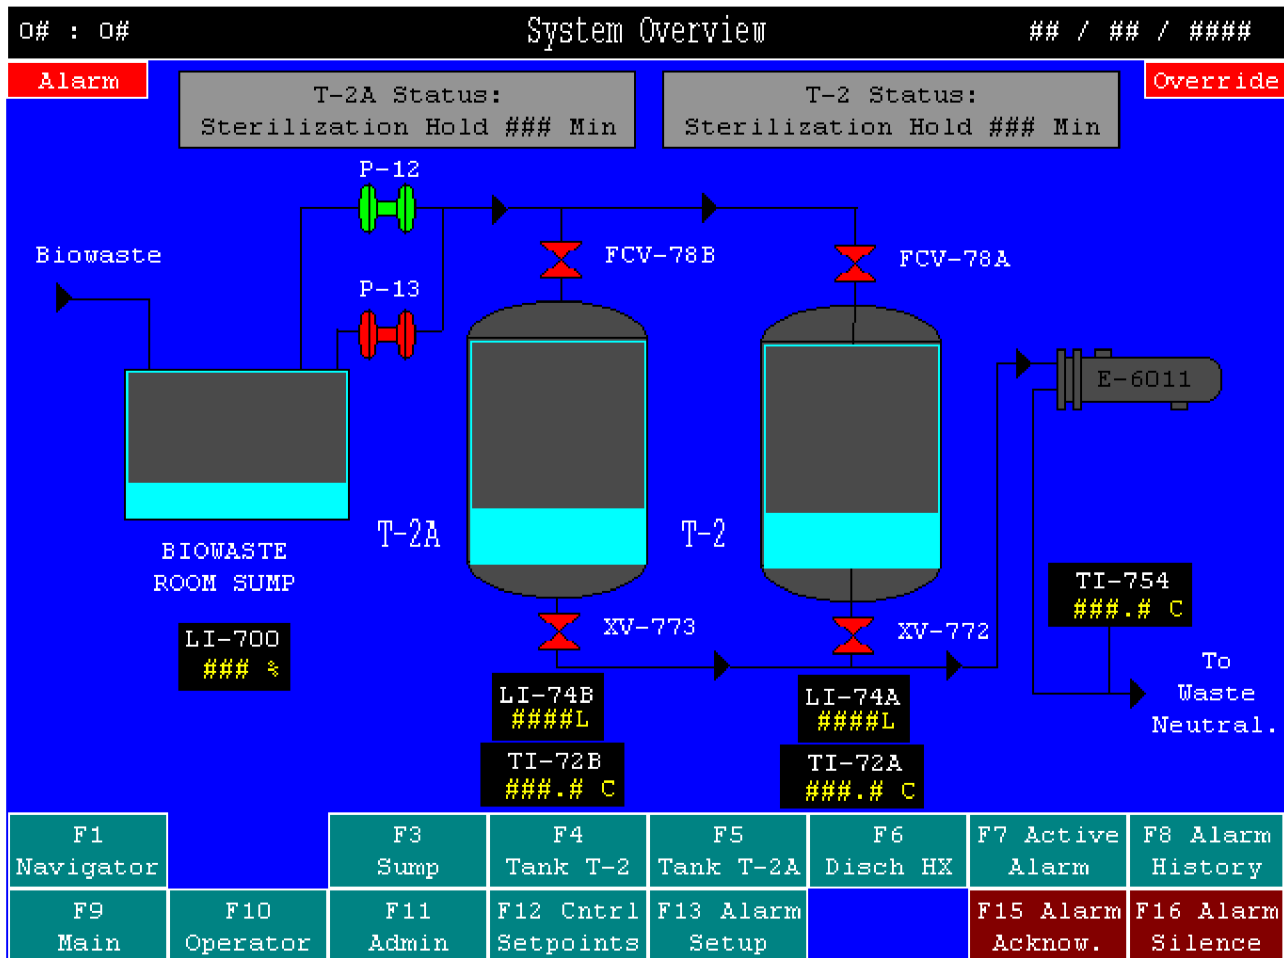 0# : 0#
System Overview
## / ## / ####
Alarm
Override
T-2A Status:
Sterilization Hold ### Min
T-2 Status:
Sterilization Hold ### Min
P-12
Biowaste
FCV-78B
FCV-78A
P-13
E-6011
T-2A
T-2
BIOWASTE
ROOM SUMP
LI-700
### %
XV-773
XV-772
TI-754
###.# C
To
Waste
Neutral.
LI-74B
####L
LI-74A
####L
TI-72B
###.# C
TI-72A
###.# C
F1
Navigator
F3
Sump
F4
Tank T-2
F5
Tank T-2A
F6
Disch HX
F7 Active
Alarm
F8 Alarm
History
F9
Main
F10
Operator
F11
Admin
F12 Cntrl
Setpoints
F13 Alarm
Setup
F15 Alarm
Acknow.
F16 Alarm
Silence